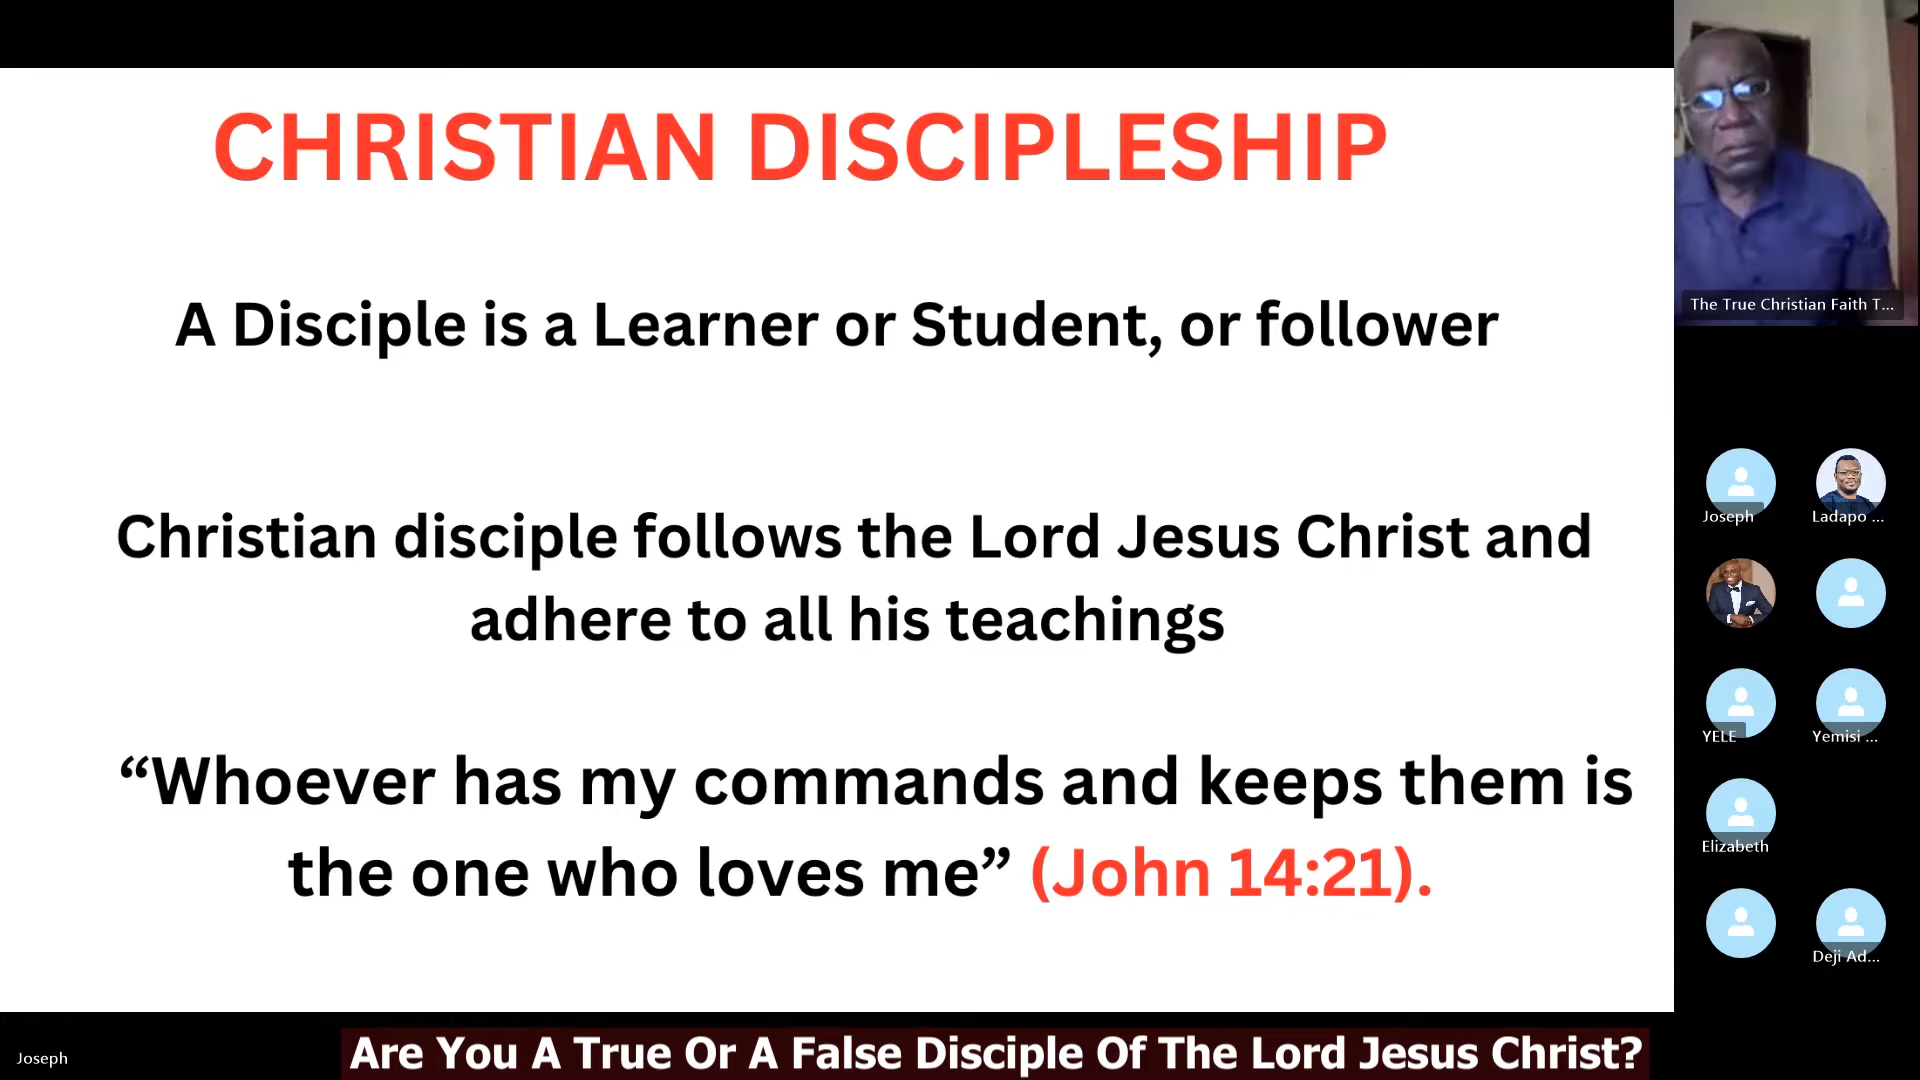 CHRISTIAN DISCIPLESHIP
A Disciple is a Learner or Student, or follower
Christian disciple follows the Lord Jesus Christ and
adhere to all his teachings
“Whoever has my commands and keeps them is
the one who loves me” (John 14:21).
The True Christian Faith T...
Joseph
Ladapo ...
YELE
Yemisi ...
Elizabeth
Deji Ad...
Joseph
Are You A True Or A False Disciple Of The Lord Jesus Christ?